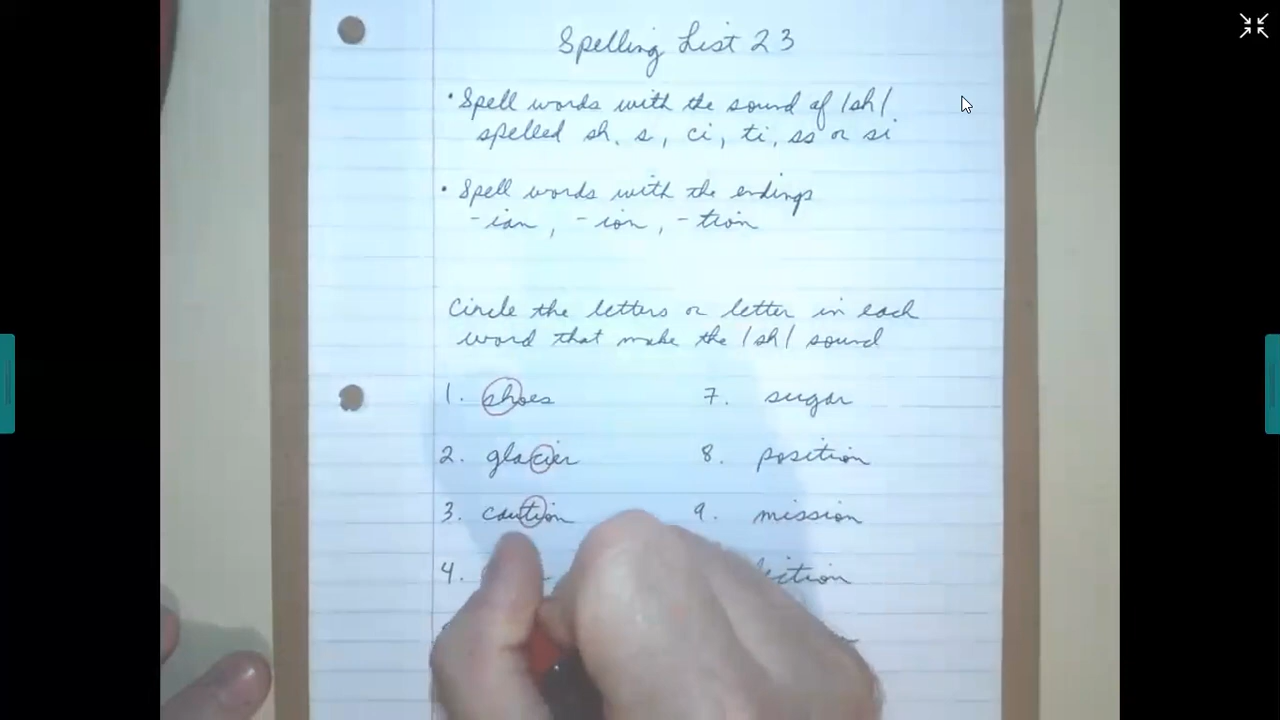 Spelling List 23
• Spell words with the sound of /sh/
spelled sh, s, ci, ti, ss or si
• Spell words with the endings
-ian, -ion, -tion
Circle the letters or letter in each
word that make the /sh/ sound
1. shoes
2. glacier
3. caution
4.
7. sugar
8. position
9. mission